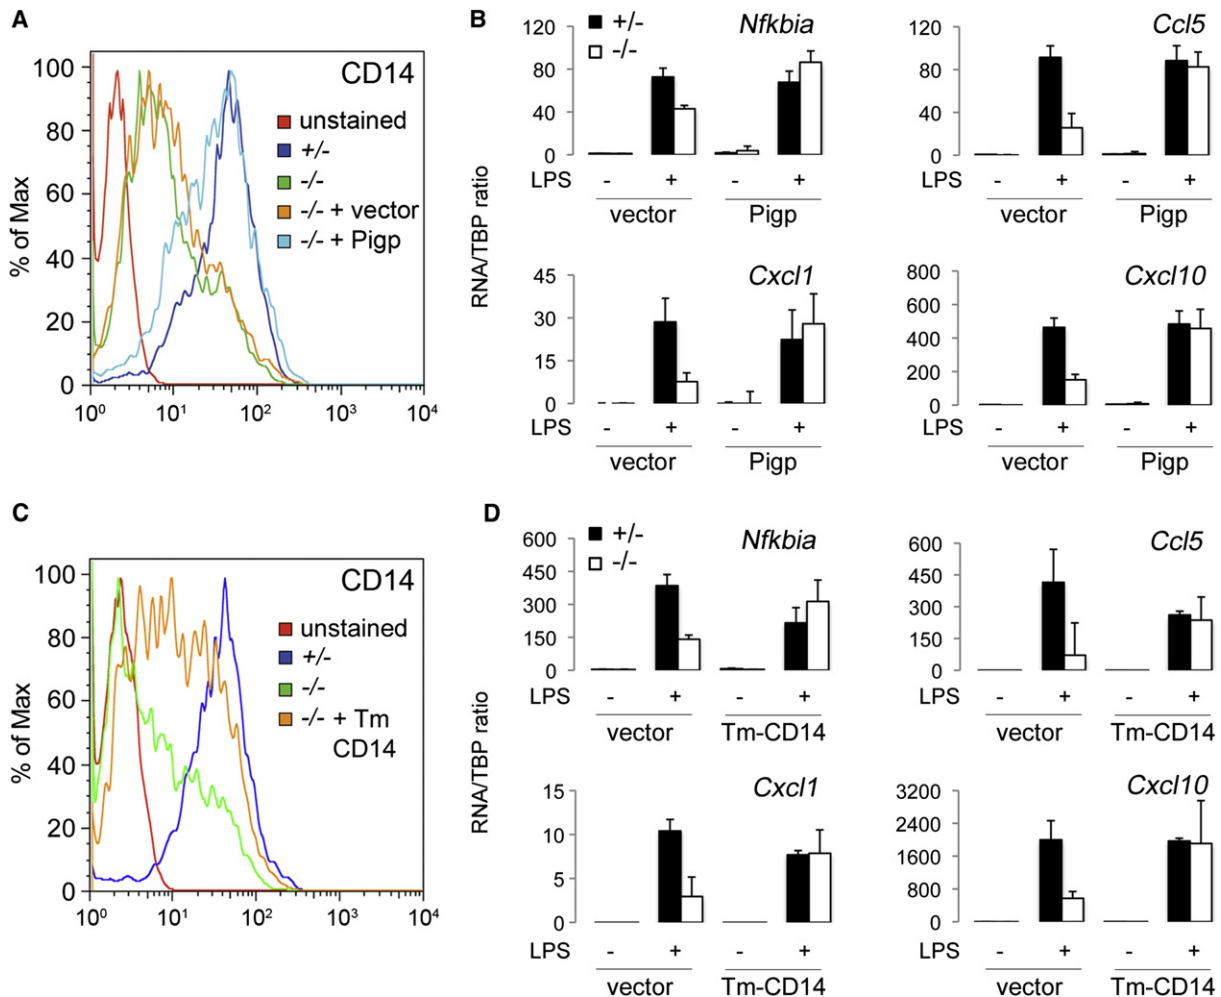 A
CD14
unstained
+/-
-/-
-/- + vector
-/- + Pigp
% of Max
100
80
60
40
20
0
10⁰ 10¹ 10² 10³ 10⁴
B
+/-
-/-
RNA/TBP ratio
Nfkbia
120
80
40
0
LPS - + - +
vector Pigp
Ccl5
120
80
40
0
LPS - + - +
vector Pigp
Cxcl1
45
30
15
0
LPS - + - +
vector Pigp
Cxcl10
800
600
400
200
0
LPS - + - +
vector Pigp
C
CD14
unstained
+/-
-/-
-/- + Tm
CD14
% of Max
100
80
60
40
20
0
10⁰ 10¹ 10² 10³ 10⁴
D
+/-
-/-
RNA/TBP ratio
Nfkbia
600
450
300
150
0
LPS - + - +
vector Tm-CD14
Ccl5
600
450
300
150
0
LPS - + - +
vector Tm-CD14
Cxcl1
15
10
5
0
LPS - + - +
vector Tm-CD14
Cxcl10
3200
2400
1600
800
0
LPS - + - +
vector Tm-CD14